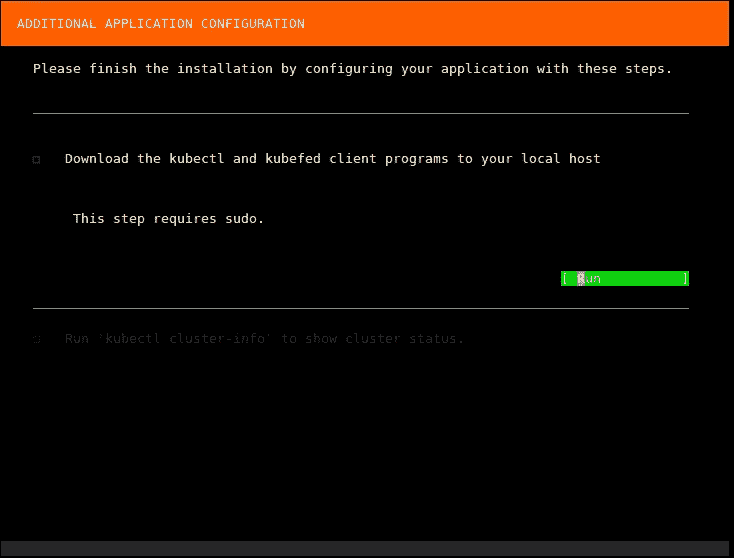 ADDITIONAL APPLICATION CONFIGURATION
Please finish the installation by configuring your application with these steps.
Download the kubectl and kubefed client programs to your local host
This step requires sudo.
[ Run ]
Run `kubectl cluster-info` to show cluster status.